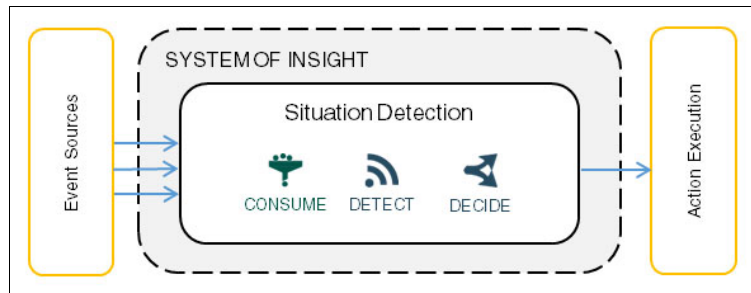 Event Sources
SYSTEM OF INSIGHT
Situation Detection
CONSUME
DETECT
DECIDE
Action Execution